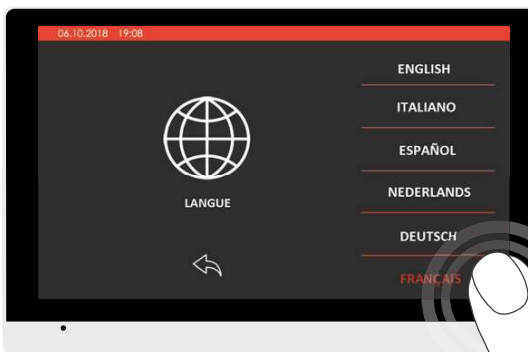 06.10.2018 19:08
LANGUE
ENGLISH
ITALIANO
ESPAÑOL
NEDERLANDS
DEUTSCH
FRANÇAIS